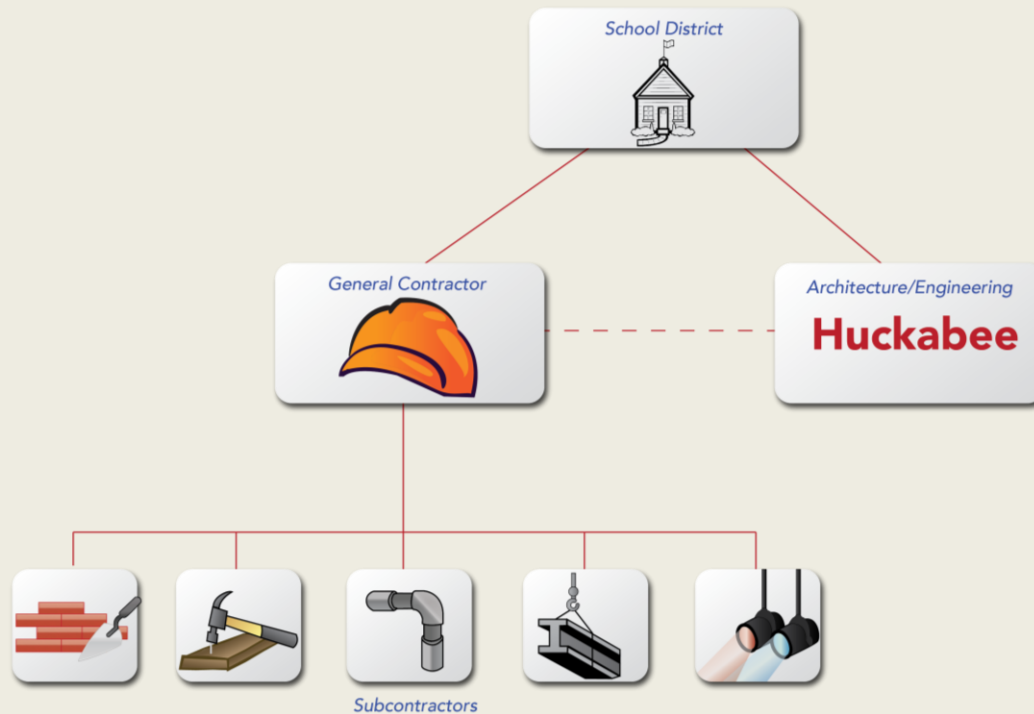 School District
General Contractor
Architecture/Engineering
Huckabee
Subcontractors